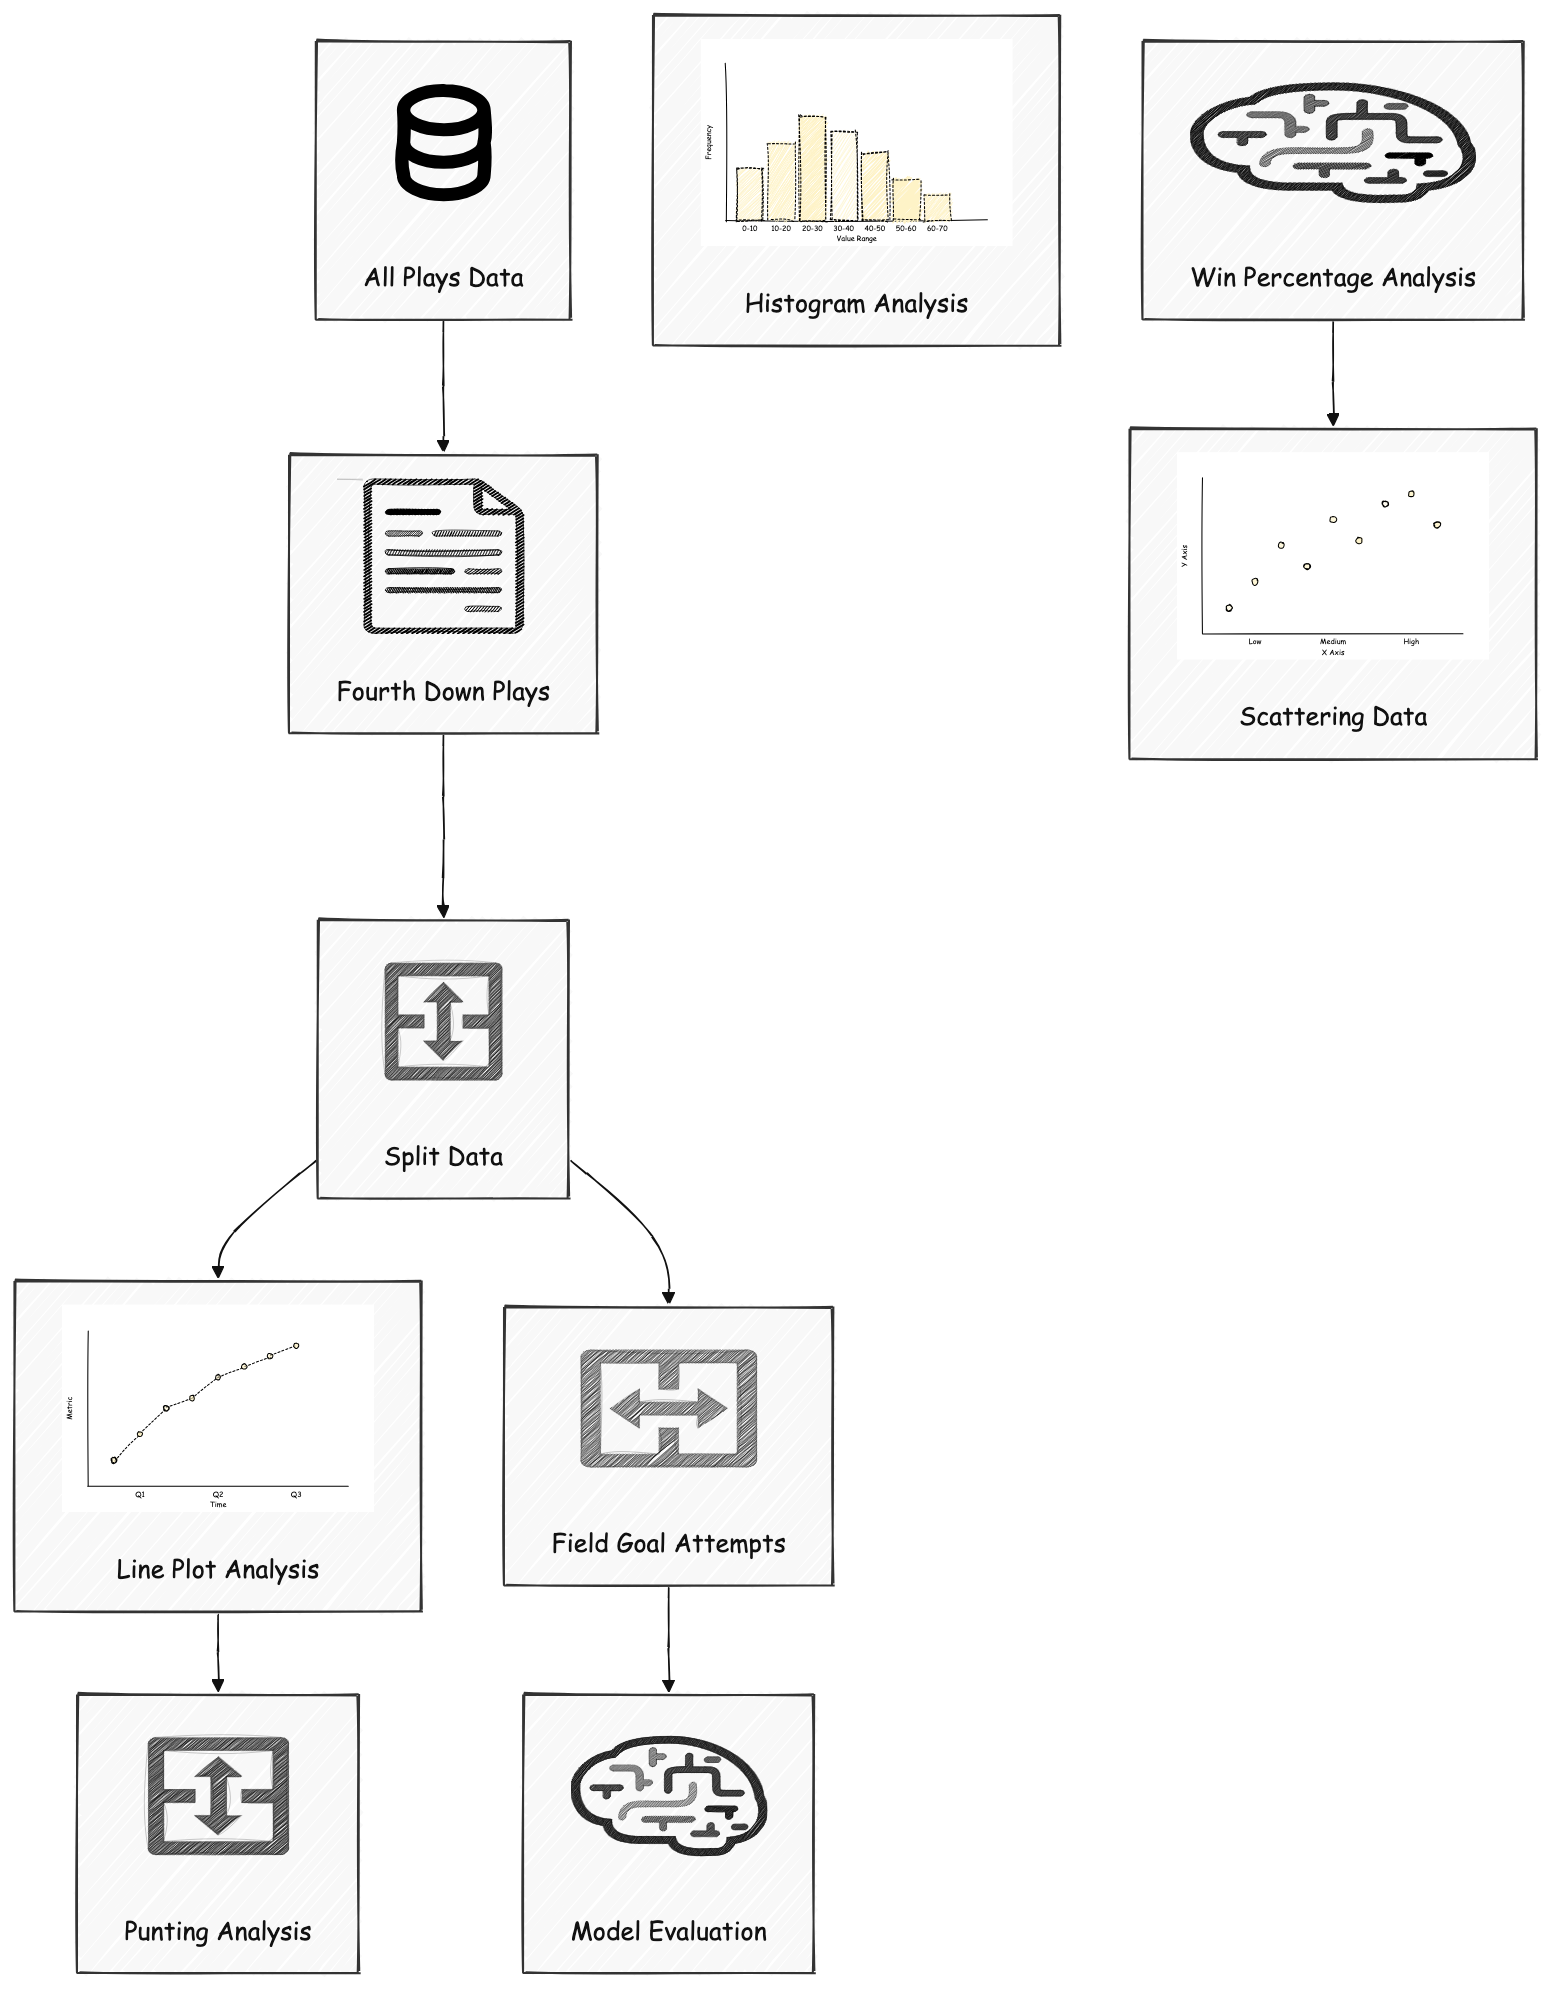 All Plays Data
Frequency
0-10 10-20 20-30 30-40 40-50 50-60 60-70
Value Range
Histogram Analysis
Win Percentage Analysis
Fourth Down Plays
Y Axis
Low Medium High
X Axis
Scattering Data
Split Data
Metric
Q1 Q2 Q3
Time
Line Plot Analysis
Field Goal Attempts
Punting Analysis
Model Evaluation